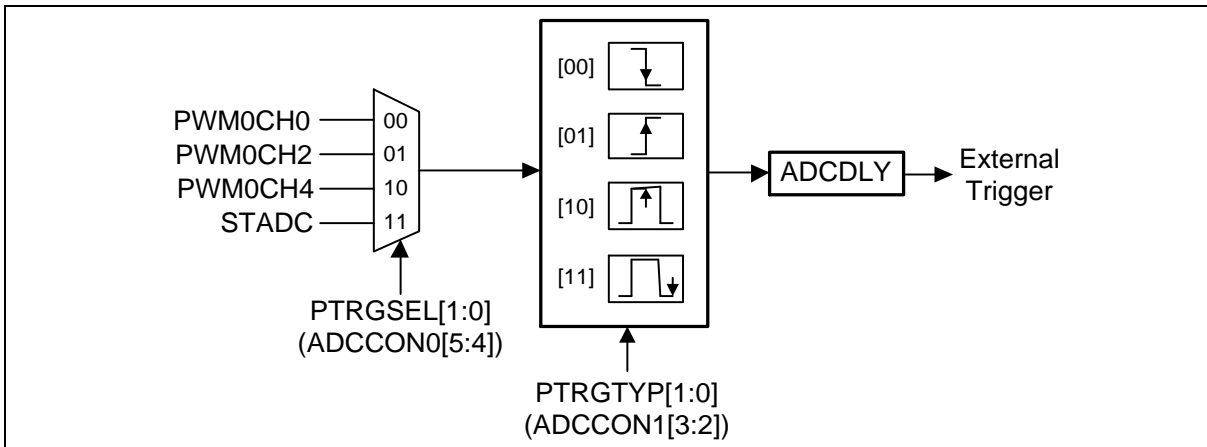 PWM0CH0
PWM0CH2
PWM0CH4
STADC
00
01
10
11
PTRGSEL[1:0]
(ADCCON0[5:4])
[00]
[01]
[10]
[11]
PTRGTYP[1:0]
(ADCCON1[3:2])
ADCDLY
External
Trigger